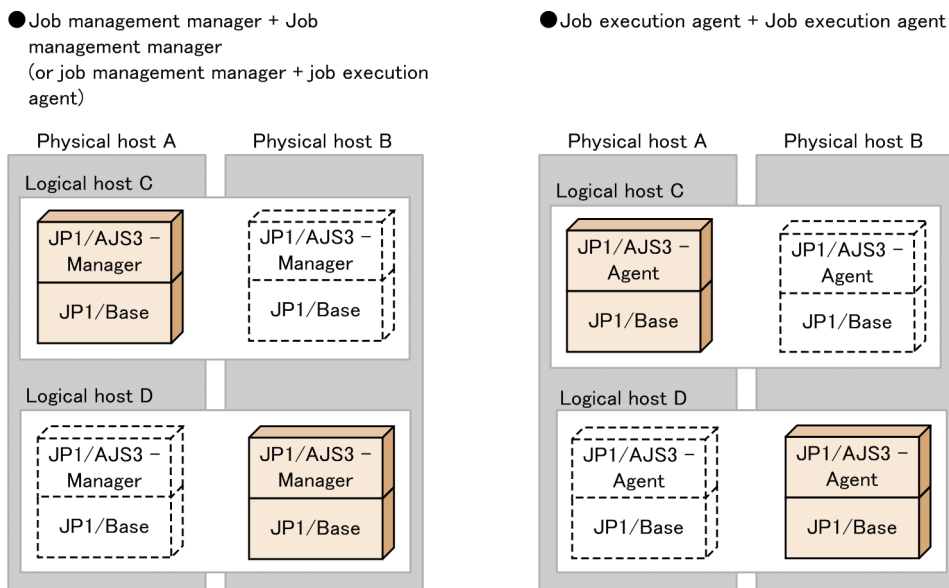 ●Job management manager + Job
management manager
(or job management manager + job execution
agent)
Physical host A
Physical host B
Logical host C
JP1/AJS3 –
Manager
JP1/Base
JP1/AJS3 –
Manager
JP1/Base
Logical host D
JP1/AJS3 –
Manager
JP1/Base
JP1/AJS3 –
Manager
JP1/Base
●Job execution agent + Job execution agent
Physical host A
Physical host B
Logical host C
JP1/AJS3 –
Agent
JP1/Base
JP1/AJS3 –
Agent
JP1/Base
Logical host D
JP1/AJS3 –
Agent
JP1/Base
JP1/AJS3 –
Agent
JP1/Base